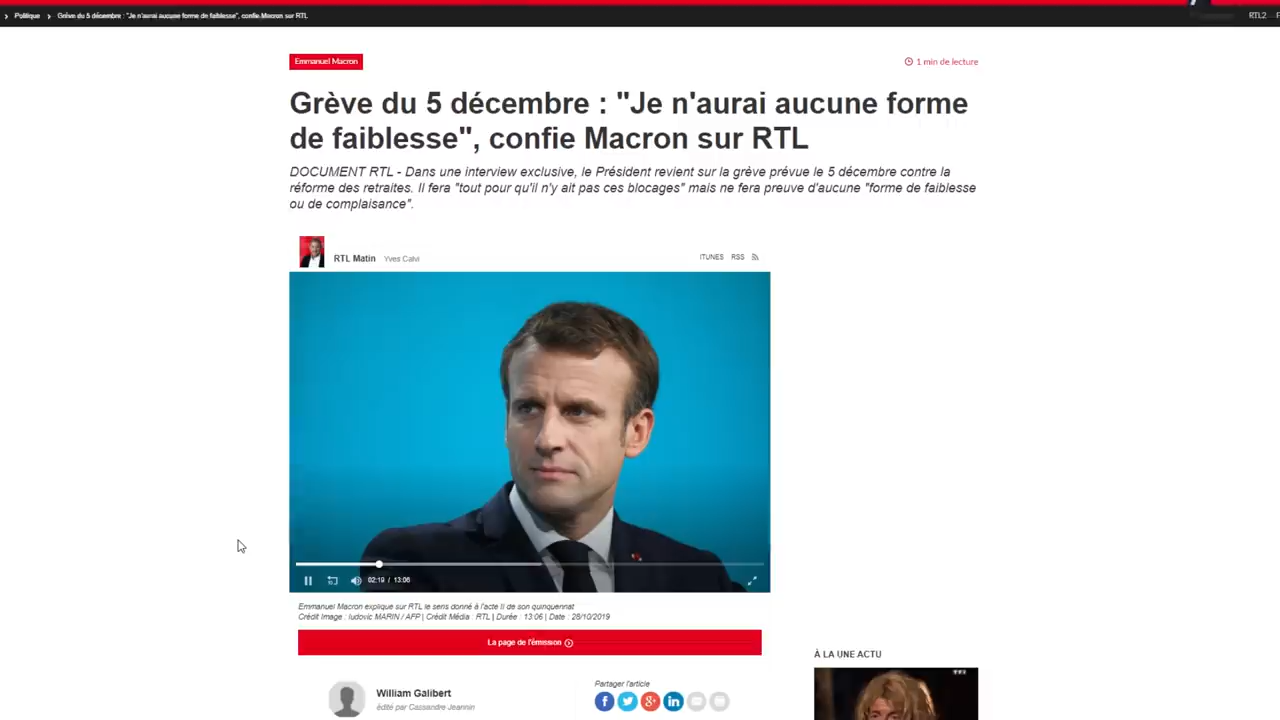 Politique
Grève du 5 décembre : "Je n'aurai aucune forme de faiblesse", confie Macron sur RTL
RTL2
Emmanuel Macron
1 min de lecture
Grève du 5 décembre : "Je n'aurai aucune forme
de faiblesse", confie Macron sur RTL
DOCUMENT RTL - Dans une interview exclusive, le Président revient sur la grève prévue le 5 décembre contre la
réforme des retraites. Il fera "tout pour qu'il n'y ait pas ces blocages" mais ne fera preuve d'aucune "forme de faiblesse
ou de complaisance".
RTL Matin Yves Calvi
ITUNES RSS
02:19 / 13:06
Emmanuel Macron explique sur RTL le sens donné à l'acte II de son quinquennat
Crédit Image : ludovic MARIN / AFP | Crédit Média : RTL | Durée : 13:06 | Date : 28/10/2019
La page de l'émission
William Galibert
édité par Cassandre Jeannin
Partager l'article
À LA UNE ACTU
TF1